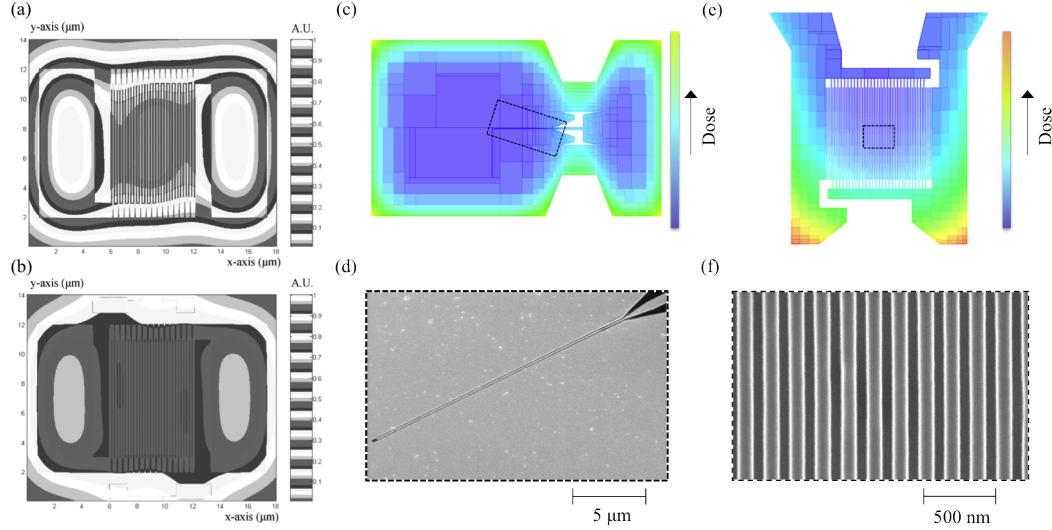 (a)
y-axis (μm)
A.U.
14
12
10
8
6
4
2
2 4 6 8 10 12 14 16 18
x-axis (μm)
1
0.9
0.8
0.7
0.6
0.5
0.4
0.3
0.2
0.1
(b)
y-axis (μm)
A.U.
14
12
10
8
6
4
2
2 4 6 8 10 12 14 16 18
x-axis (μm)
1
0.9
0.8
0.7
0.6
0.5
0.4
0.3
0.2
0.1
(c)
Dose
(d)
5 μm
(e)
Dose
(f)
500 nm